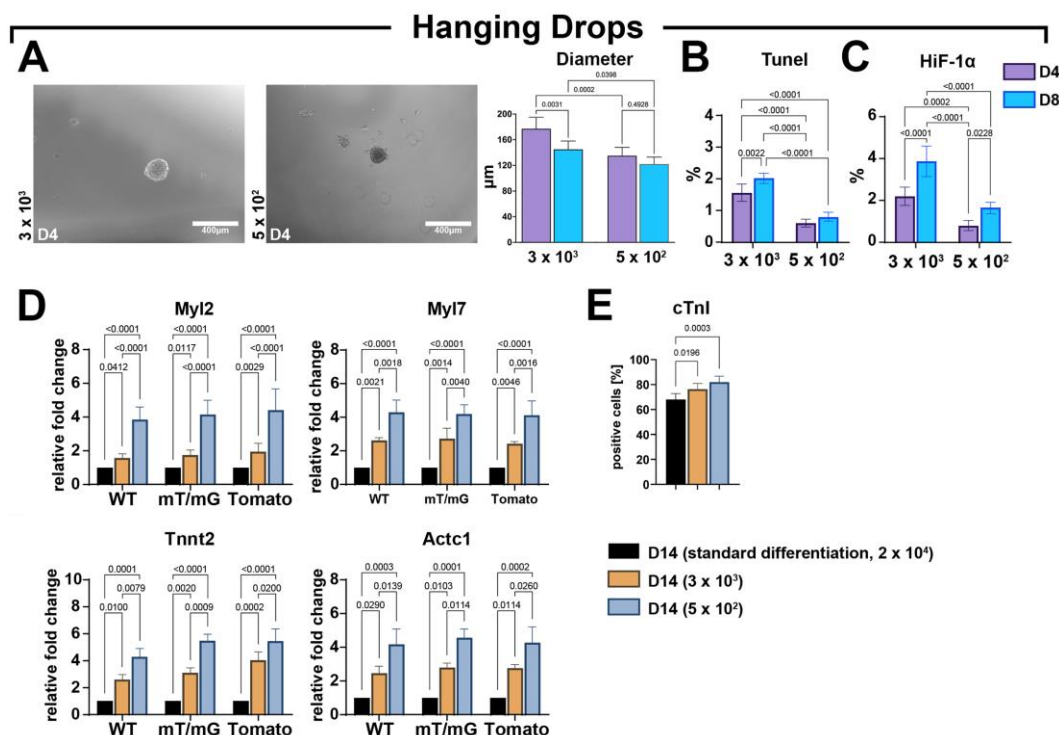 Hanging Drops
A
3 x 10³
D4
400µm
5 x 10²
D4
400µm
Diameter
0.0398
0.0002
0.0031
0.4928
µm
200
160
120
80
40
0
3 x 10³
5 x 10²
B
Tunel
<0.0001
<0.0001
<0.0001
0.0022
<0.0001
%
4
3
2
1
0
3 x 10³
5 x 10²
C
HiF-1α
<0.0001
0.0002
<0.0001
<0.0001
0.0228
%
6
4
2
0
3 x 10³
5 x 10²
D4
D8
D
Myl2
relative fold change
<0.0001
<0.0001
<0.0001
<0.0001
0.0117
<0.0001
0.0412
<0.0001
0.0029
8
6
4
2
0
WT
mT/mG
Tomato
Myl7
relative fold change
<0.0001
<0.0001
<0.0001
0.0018
0.0014
0.0016
0.0021
0.0040
0.0046
8
6
4
2
0
WT
mT/mG
Tomato
E
cTnI
positive cells [%]
0.0003
0.0196
100
80
60
40
20
0
Tnnt2
relative fold change
0.0001
<0.0001
<0.0001
0.0079
0.0020
0.0200
0.0100
0.0009
0.0002
10
8
6
4
2
0
WT
mT/mG
Tomato
Actc1
relative fold change
0.0003
0.0001
0.0002
0.0139
0.0103
0.0260
0.0290
0.0114
0.0114
8
6
4
2
0
WT
mT/mG
Tomato
D14 (standard differentiation, 2 x 10⁴)
D14 (3 x 10³)
D14 (5 x 10²)